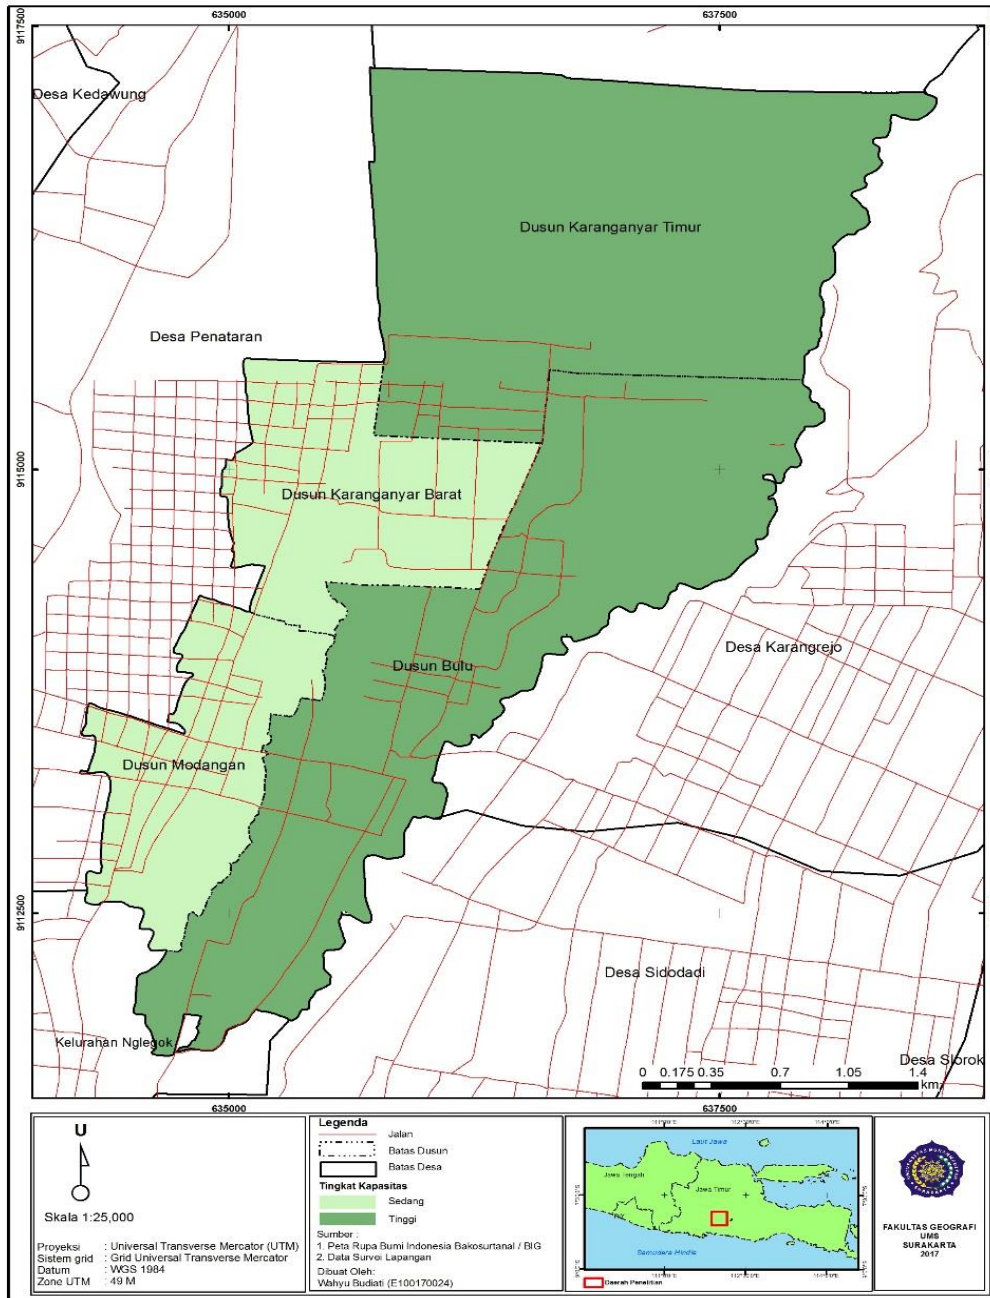 635000
637500
9117500
Desa Kedawung
Dusun Karanganyar Timur
Desa Penataran
9115000
Dusun Karanganyar Barat
Desa Karangrejo
Dusun Bulu
Dusun Modangan
9112500
Desa Sidodadi
Kelurahan Nglegok
Desa Slorok
0 0.175 0.35 0.7 1.05 1.4
km
635000
637500
U
Skala 1:25,000
Proyeksi : Universal Transverse Mercator (UTM)
Sistem grid : Grid Universal Transverse Mercator
Datum : WGS 1984
Zone UTM : 49 M
Legenda
Jalan
Batas Dusun
Batas Desa
Tingkat Kapasitas
Sedang
Tinggi
Sumber :
1. Peta Rupa Bumi Indonesia Bakosurtanal / BIG
2. Data Survei Lapangan
Dibuat Oleh:
Wahyu Budiati (E100170024)
Laut Jawa
Jawa Tengah
Jawa Timur
Samudera Hindia
Daerah Penelitian
FAKULTAS GEOGRAFI
UMS
SURAKARTA
2017